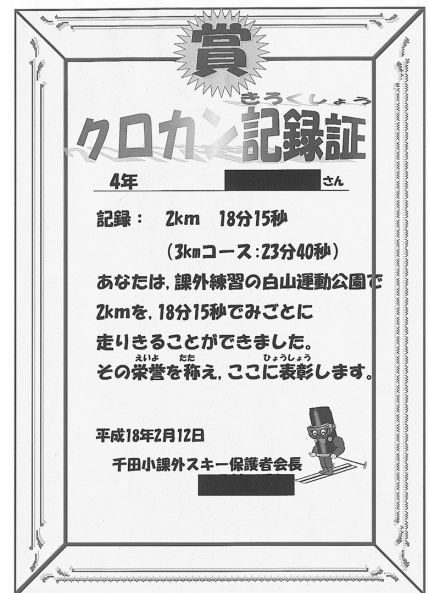 賞
きろくしょう
クロカン記録証
4年 さん
記録： 2km 18分15秒
（3kmコース：23分40秒）
あなたは，課外練習の白山運動公園で
2kmを，18分15秒でみごとに
走りきることができました。
えいよ たた ひょうしょう
その栄誉を称え，ここに表彰します。
平成18年2月12日
千田小課外スキー保護者会長